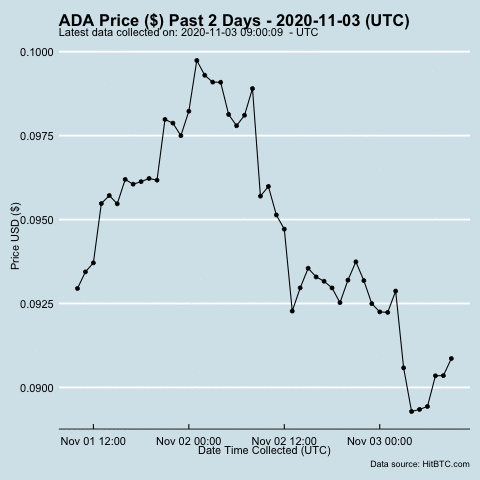 ADA Price ($) Past 2 Days - 2020-11-03 (UTC)
Latest data collected on: 2020-11-03 09:00:09  - UTC
0.1000
0.0975
0.0950
0.0925
0.0900
Price USD ($)
Nov 01 12:00 Nov 02 00:00 Nov 02 12:00 Nov 03 00:00
Date Time Collected (UTC)
Data source: HitBTC.com